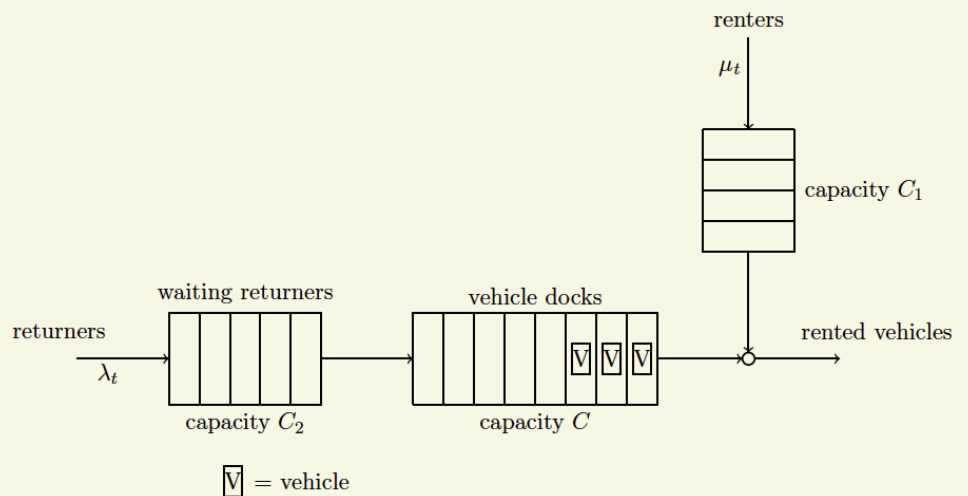 renters
μ_t
capacity C_1
waiting returners
vehicle docks
returners
rented vehicles
λ_t
V V V
capacity C_2
capacity C
V = vehicle